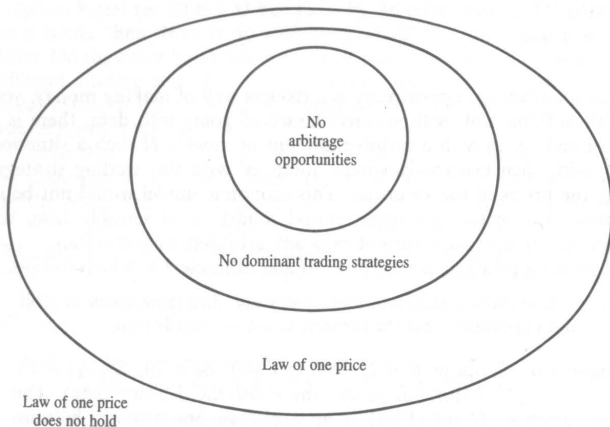 No
arbitrage
opportunities
No dominant trading strategies
Law of one price
Law of one price
does not hold